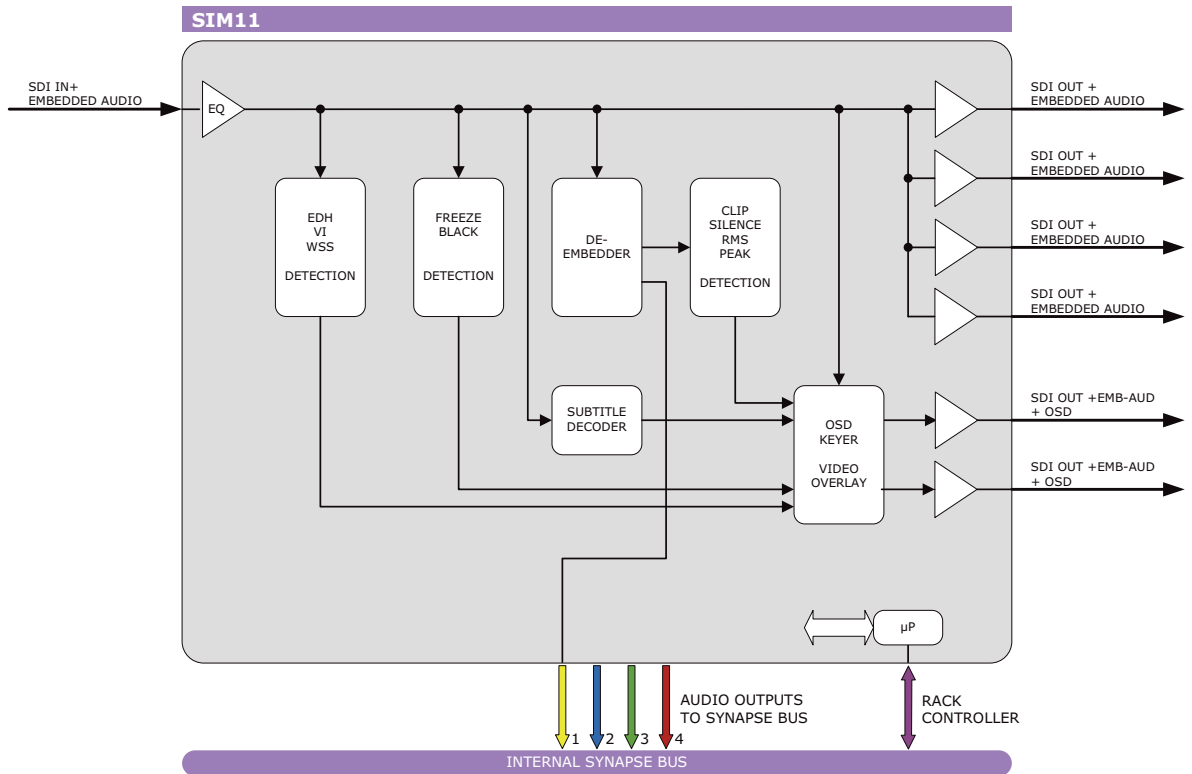 SIM11
SDI IN+
EMBEDDED AUDIO
EQ
SDI OUT +
EMBEDDED AUDIO
SDI OUT +
EMBEDDED AUDIO
SDI OUT +
EMBEDDED AUDIO
SDI OUT +
EMBEDDED AUDIO
EDH
VI
WSS
DETECTION
FREEZE
BLACK
DETECTION
DE-
EMBEDDER
CLIP
SILENCE
RMS
PEAK
DETECTION
SUBTITLE
DECODER
OSD
KEYER
VIDEO
OVERLAY
SDI OUT +EMB-AUD
+ OSD
SDI OUT +EMB-AUD
+ OSD
µP
1
2
3
4
AUDIO OUTPUTS
TO SYNAPSE BUS
RACK
CONTROLLER
INTERNAL SYNAPSE BUS